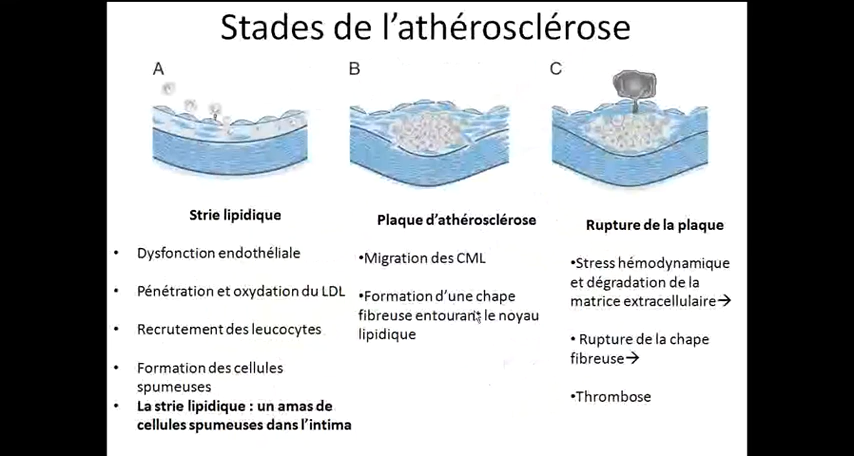 Stades de l’athérosclérose
A
B
C
Strie lipidique
• Dysfonction endothéliale
• Pénétration et oxydation du LDL
• Recrutement des leucocytes
• Formation des cellules
spumeuses
• La strie lipidique : un amas de
cellules spumeuses dans l’intima
Plaque d’athérosclérose
•Migration des CML
•Formation d’une chape
fibreuse entourant le noyau
lipidique
Rupture de la plaque
•Stress hémodynamique
et dégradation de la
matrice extracellulaire→
• Rupture de la chape
fibreuse→
•Thrombose